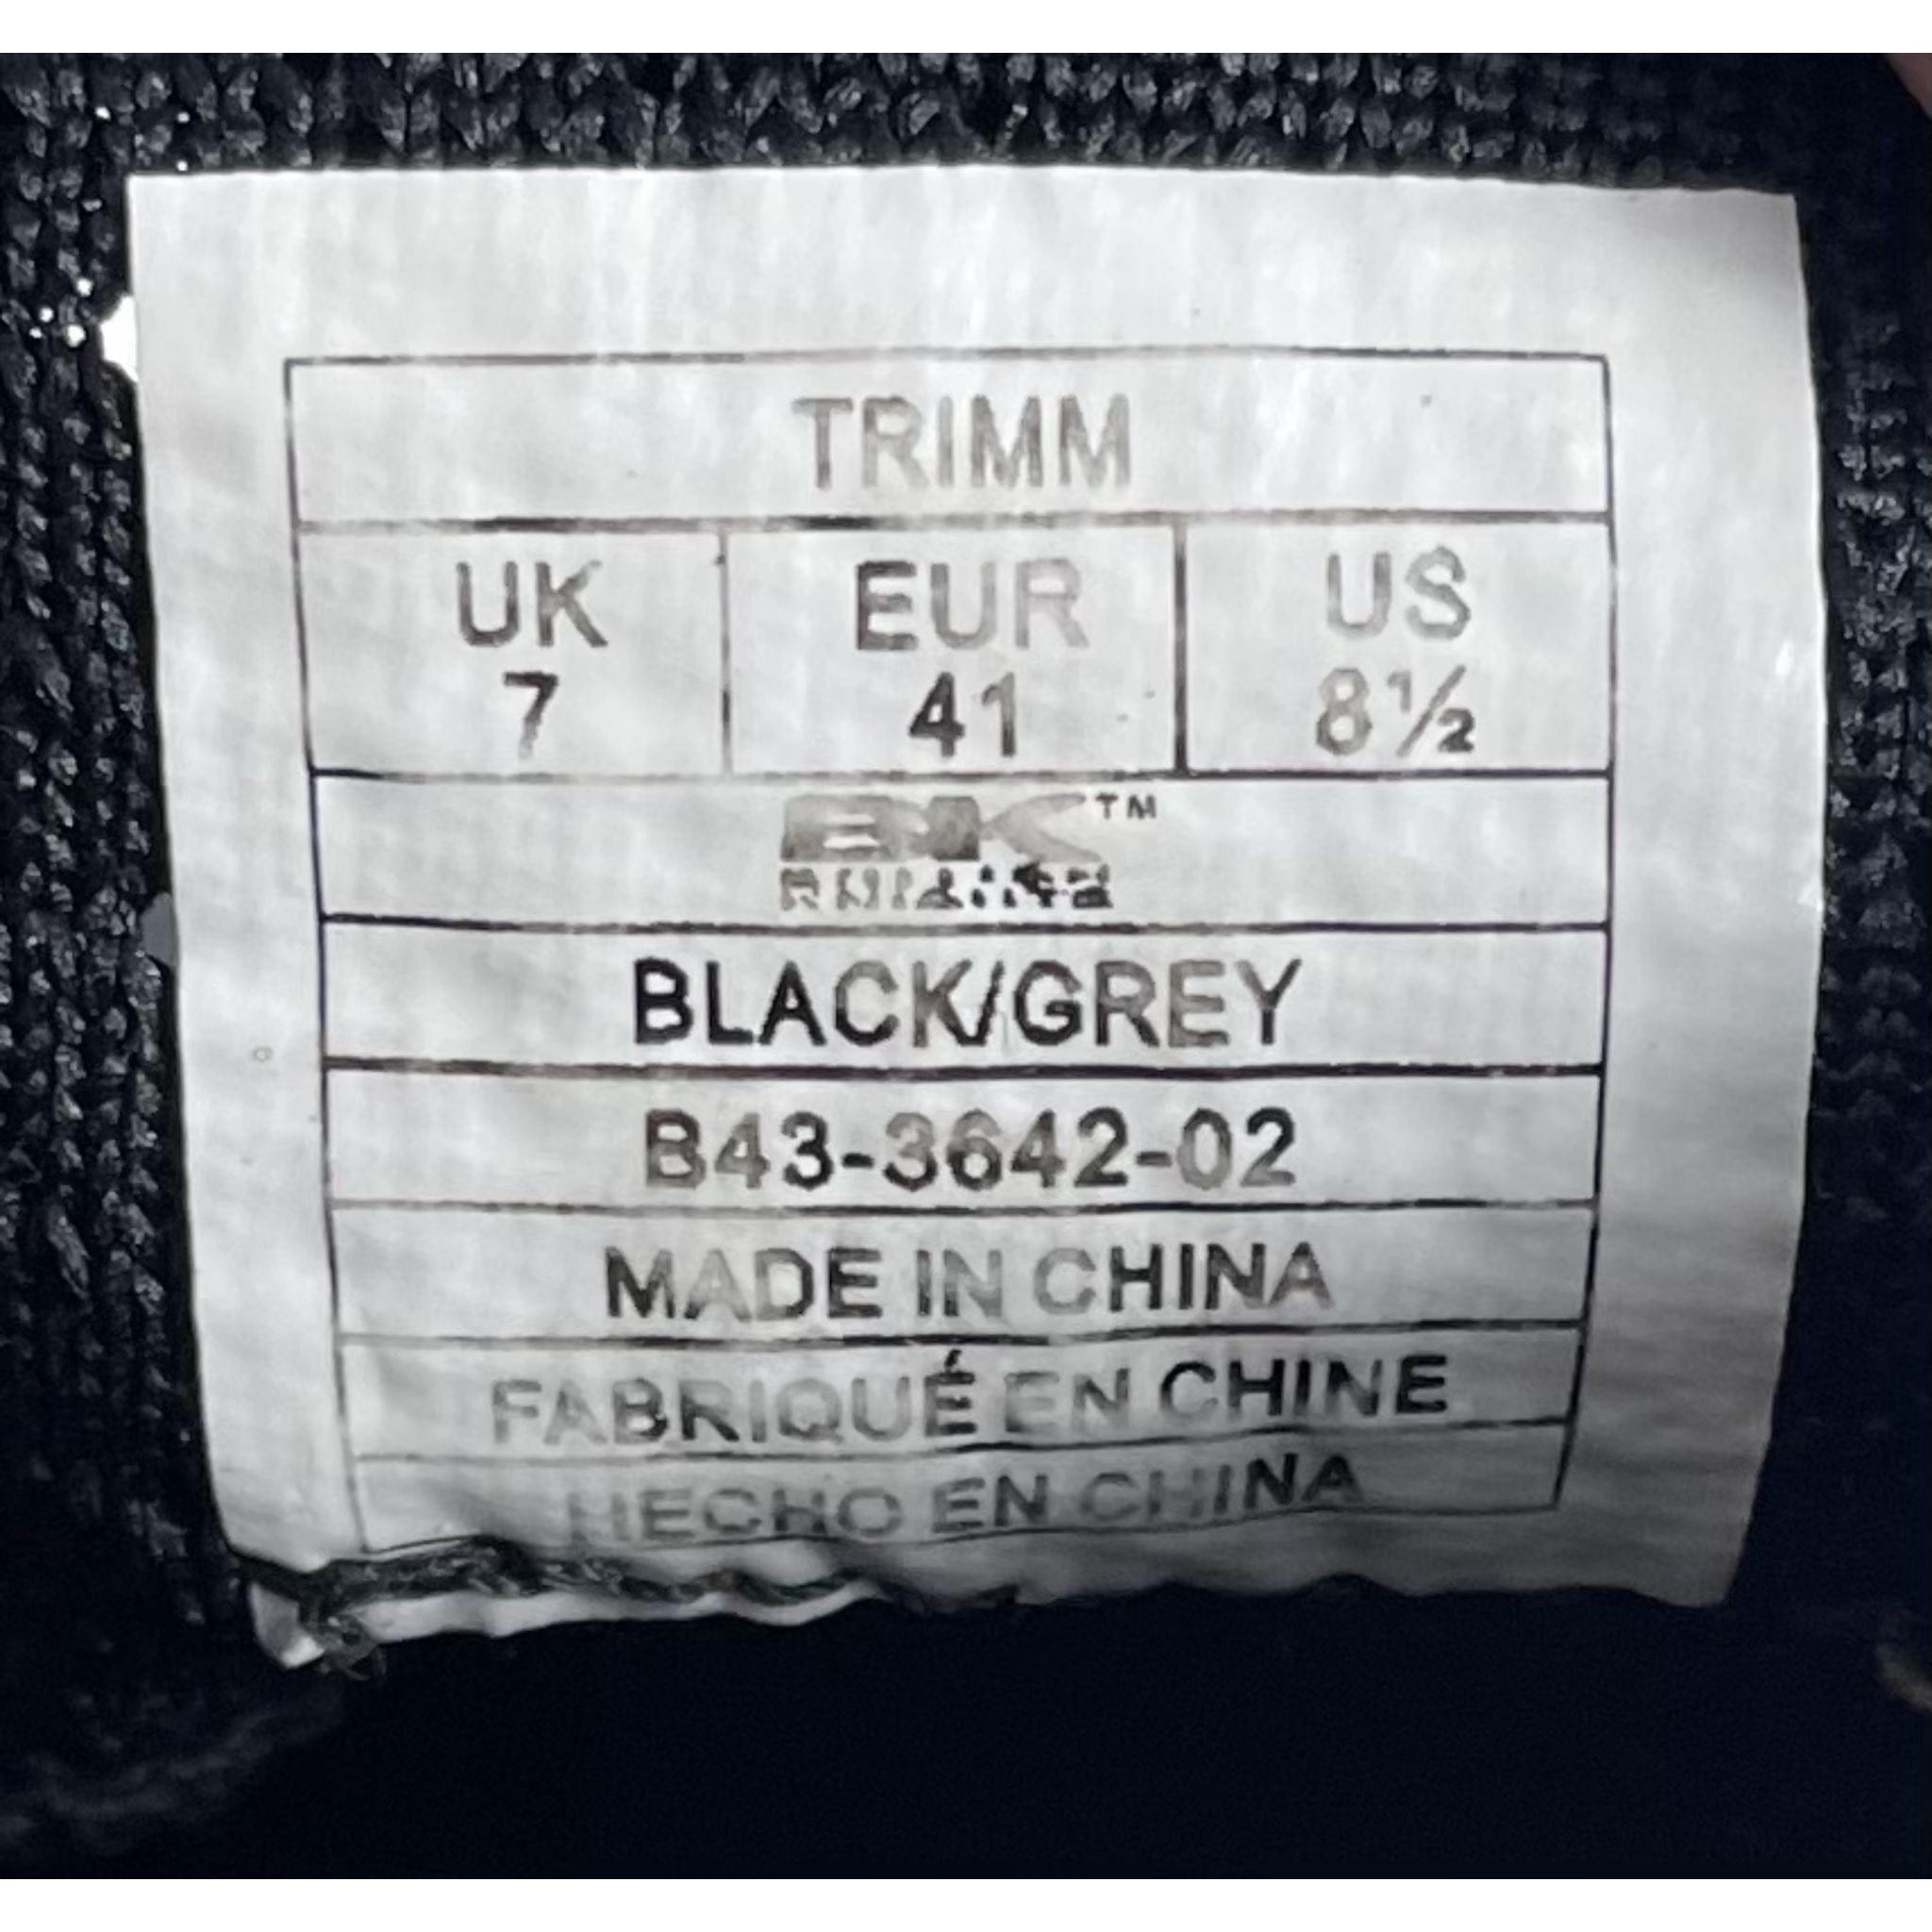 TRIMM
UK EUR US
7 41 8½
BK™
BLACK/GREY
B43-3642-02
MADE IN CHINA
FABRIQUÉ EN CHINE
HECHO EN CHINA